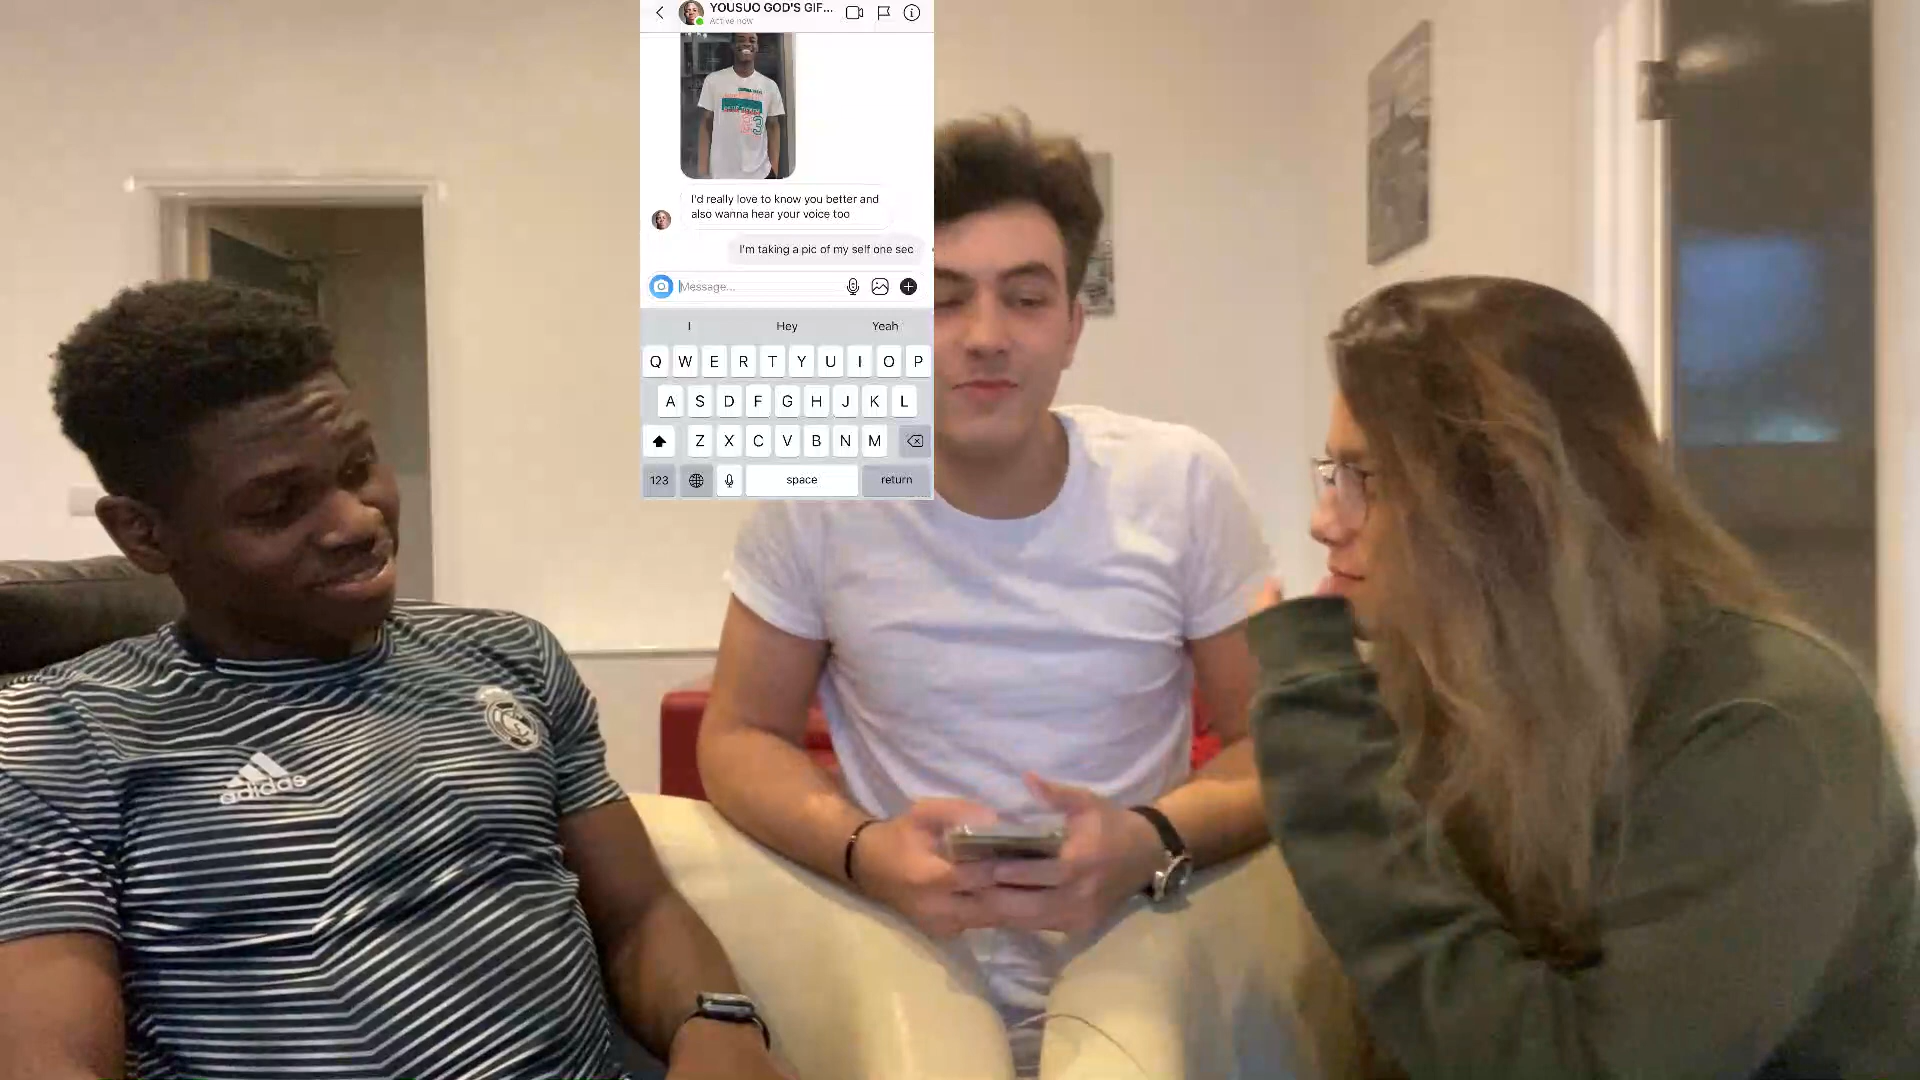 YOUSUO GOD'S GIF...
Active now
I'd really love to know you better and
also wanna hear your voice too
I'm taking a pic of my self one sec
Message...
I Hey Yeah
Q W E R T Y U I O P
A S D F G H J K L
Z X C V B N M
123 space return
adidas